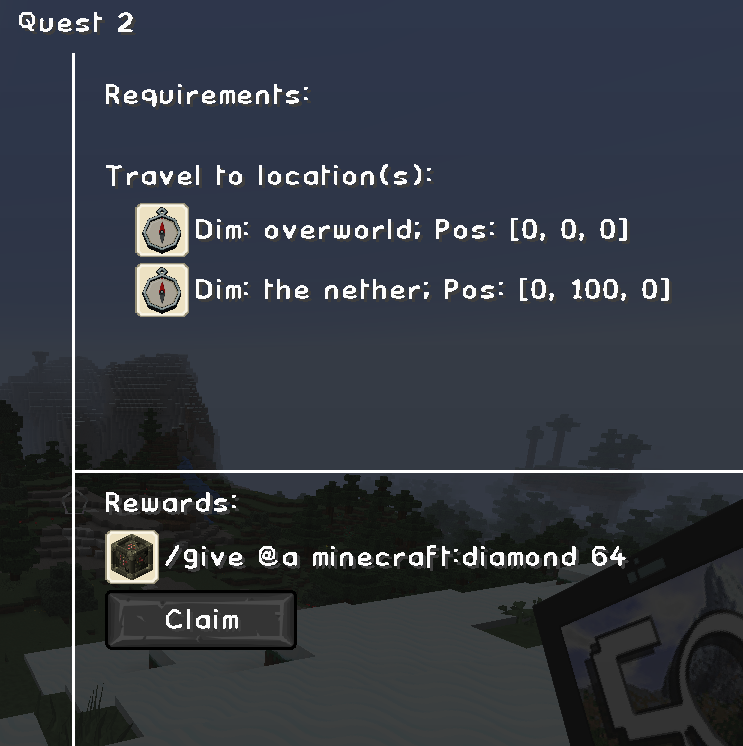 Quest 2
Requirements:
Travel to location(s):
Dim: overworld; Pos: [0, 0, 0]
Dim: the nether; Pos: [0, 100, 0]
Rewards:
/give @a minecraft:diamond 64
Claim